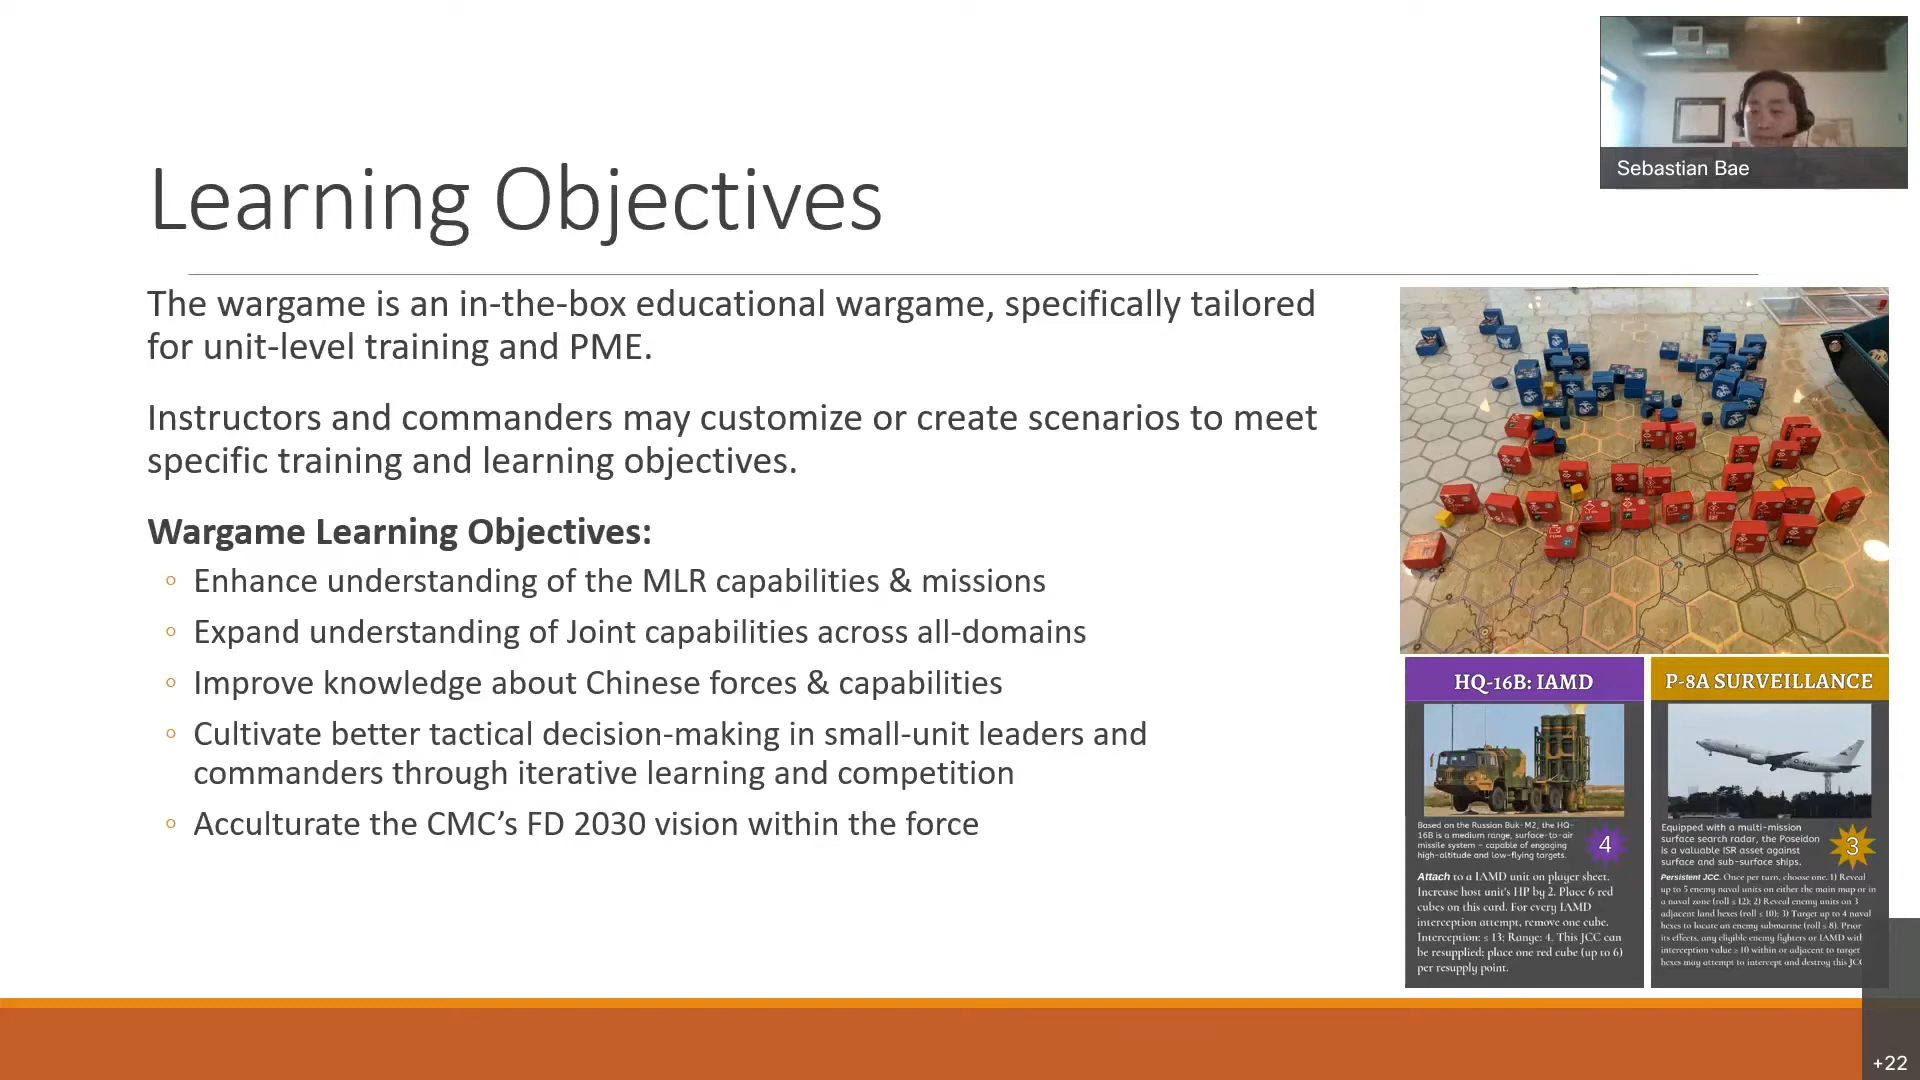 Sebastian Bae
Learning Objectives
The wargame is an in-the-box educational wargame, specifically tailored
for unit-level training and PME.
Instructors and commanders may customize or create scenarios to meet
specific training and learning objectives.
Wargame Learning Objectives:
Enhance understanding of the MLR capabilities & missions
Expand understanding of Joint capabilities across all-domains
Improve knowledge about Chinese forces & capabilities
Cultivate better tactical decision-making in small-unit leaders and
commanders through iterative learning and competition
Acculturate the CMC’s FD 2030 vision within the force
HQ-16B: IAMD
Based on the Russian Buk-M2, the HQ-
16B is a medium range, surface-to-air
missile system – capable of engaging
high-altitude and low-flying targets.
4
Attach to a IAMD unit on player sheet.
Increase host unit's HP by 2. Place 6 red
cubes on this card. For every IAMD
interception attempt, remove one cube.
Interception: ≤ 13; Range: 4. This JCC can
be resupplied; place one red cube (up to 6)
per resupply point.
P-8A SURVEILLANCE
Equipped with a multi-mission
surface search radar, the Poseidon
is a valuable ISR asset against
surface and sub-surface ships.
3
Persistent JCC. Once per turn, choose one. 1) Reveal
up to 5 enemy naval units on either the main map or in
a naval zone (roll ≤ 12); 2) Reveal enemy units on 3
adjacent land hexes (roll ≤ 10); 3) Target up to 4 naval
hexes to locate an enemy submarine (roll ≤ 8). Prior
its effects, any eligible enemy fighters or IAMD with
interception value ≥ 10 within or adjacent to target
hexes may attempt to intercept and destroy this JCC
+22